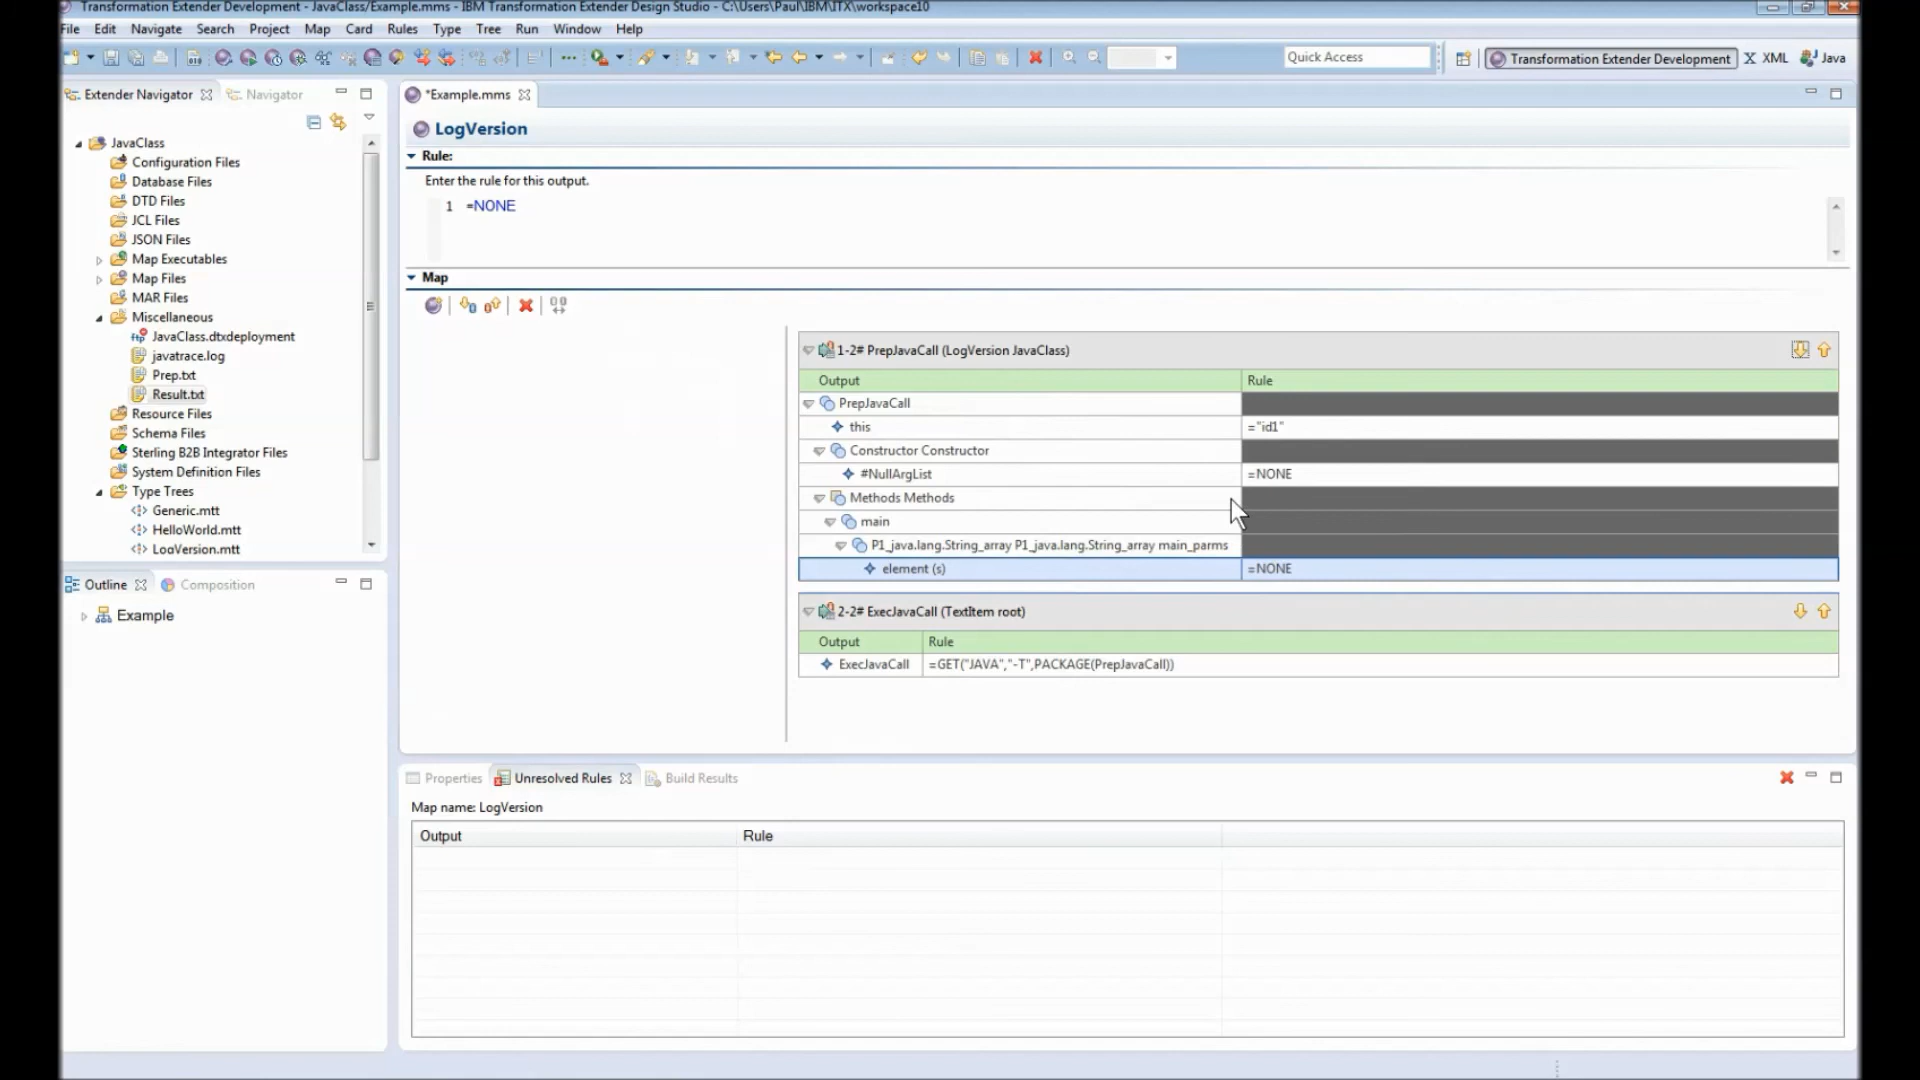 Transformation Extender Development - JavaClass/Example.mms - IBM Transformation Extender Design Studio - C:\Users\Paul\IBM\ITX\workspace10
File Edit Navigate Search Project Map Card Rules Type Tree Run Window Help
Quick Access
Transformation Extender Development
XML
Java
Extender Navigator
Navigator
JavaClass
Configuration Files
Database Files
DTD Files
JCL Files
JSON Files
Map Executables
Map Files
MAR Files
Miscellaneous
JavaClass.dtxdeployment
javatrace.log
Prep.txt
Result.txt
Resource Files
Schema Files
Sterling B2B Integrator Files
System Definition Files
Type Trees
Generic.mtt
HelloWorld.mtt
LogVersion.mtt
Outline
Composition
Example
*Example.mms
LogVersion
Rule:
Enter the rule for this output.
1 =NONE
Map
1-2# PrepJavaCall (LogVersion JavaClass)
Output Rule
PrepJavaCall
this ="id1"
Constructor Constructor
#NullArgList =NONE
Methods Methods
main
P1_java.lang.String_array P1_java.lang.String_array main_parms
element (s) =NONE
2-2# ExecJavaCall (TextItem root)
Output Rule
ExecJavaCall =GET("JAVA","-T",PACKAGE(PrepJavaCall))
Properties
Unresolved Rules
Build Results
Map name: LogVersion
Output Rule